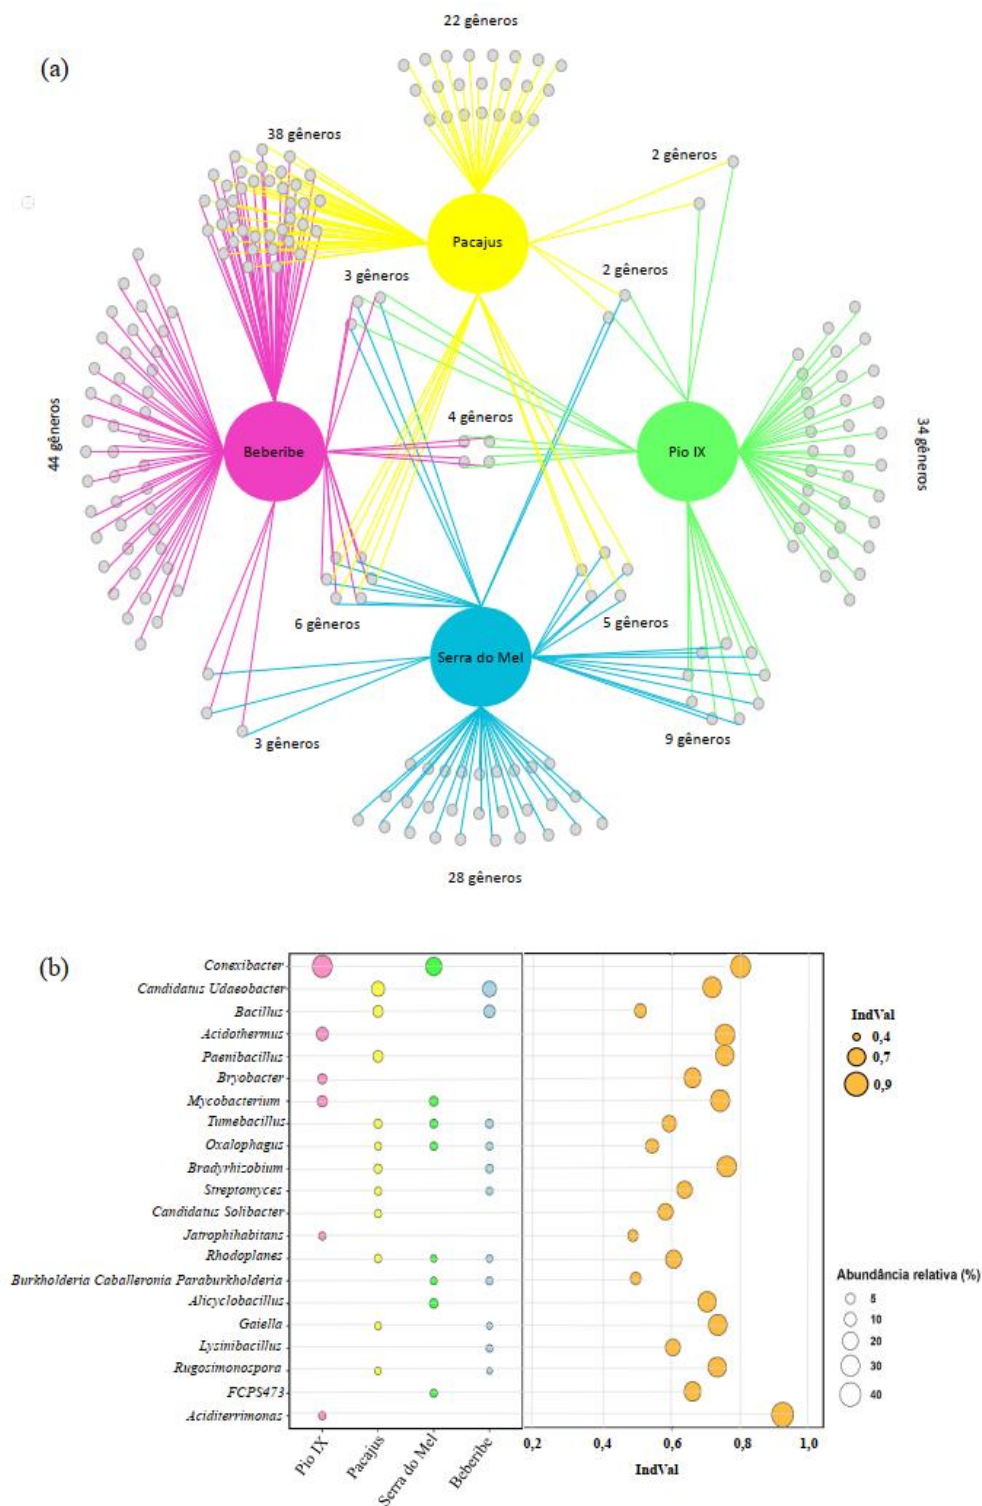 22 gêneros
(a)
38 gêneros
2 gêneros
Pacajus
3 gêneros
2 gêneros
44 gêneros
4 gêneros
34 gêneros
Beberibe
Pio IX
6 gêneros
5 gêneros
Serra do Mel
3 gêneros
9 gêneros
28 gêneros
(b)
Conexibacter
Candidatus Udaeobacter
Bacillus
Acidothermus
Paenibacillus
Bryobacter
Mycobacterium
Tumebacillus
Oxalophagus
Bradyrhizobium
Streptomyces
Candidatus Solibacter
Jatrophihabitans
Rhodoplanes
Burkholderia Caballeronia Paraburkholderia
Alicyclobacillus
Gaiella
Lysinibacillus
Rugosimonospora
FCPS473
Aciditerrimonas
Pio IX
Pacajus
Serra do Mel
Beberibe
0,2 0,4 0,6 0,8 1,0
IndVal
IndVal
0,4
0,7
0,9
Abundância relativa (%)
5
10
20
30
40